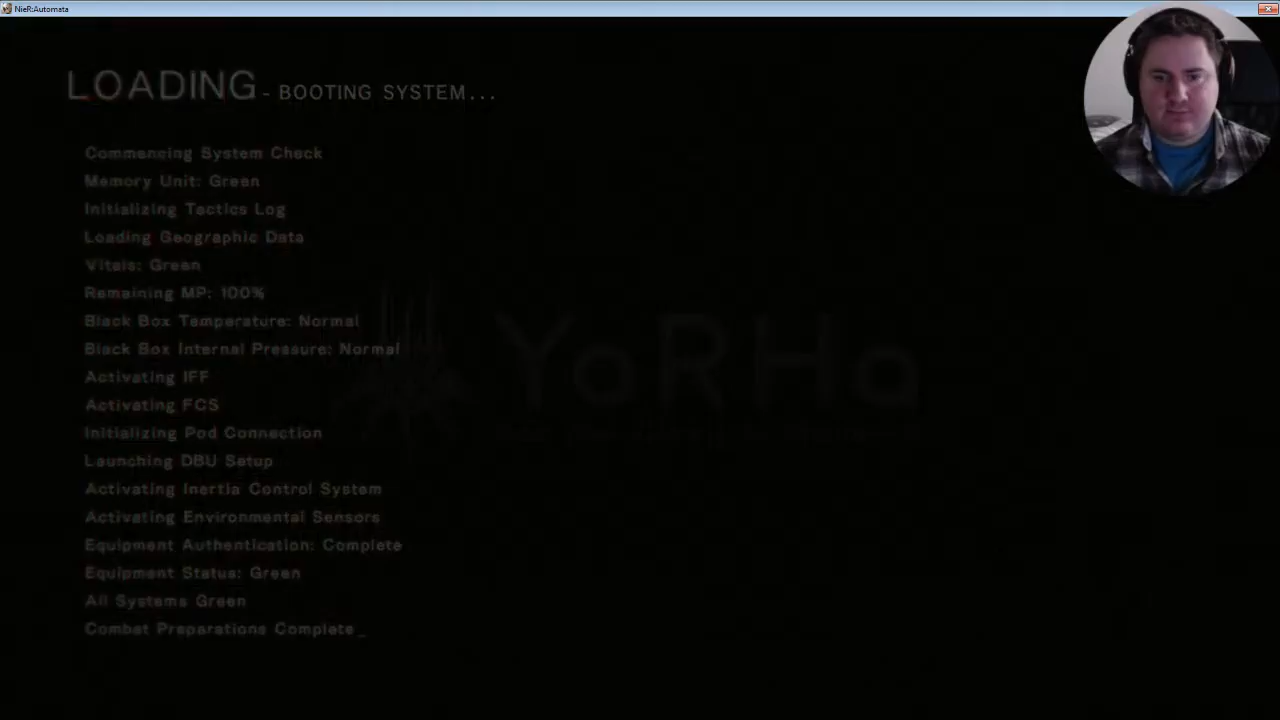 NieR:Automata
LOADING - BOOTING SYSTEM...
Commencing System Check
Memory Unit: Green
Initializing Tactics Log
Loading Geographic Data
Vitals: Green
Remaining MP: 100%
Black Box Temperature: Normal
Black Box Internal Pressure: Normal
Activating IFF
Activating FCS
Initializing Pod Connection
Launching DBU Setup
Activating Inertia Control System
Activating Environmental Sensors
Equipment Authentication: Complete
Equipment Status: Green
All Systems Green
Combat Preparations Complete_
YoRHa